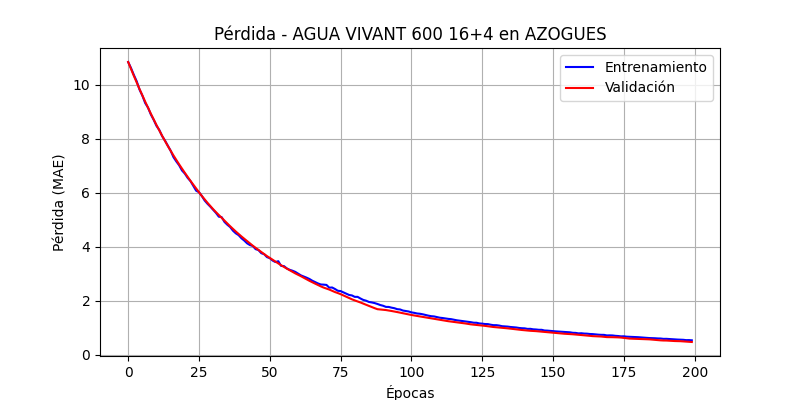 Pérdida - AGUA VIVANT 600 16+4 en AZOGUES
Entrenamiento
Validación
Pérdida (MAE)
10
8
6
4
2
0
0 25 50 75 100 125 150 175 200
Épocas